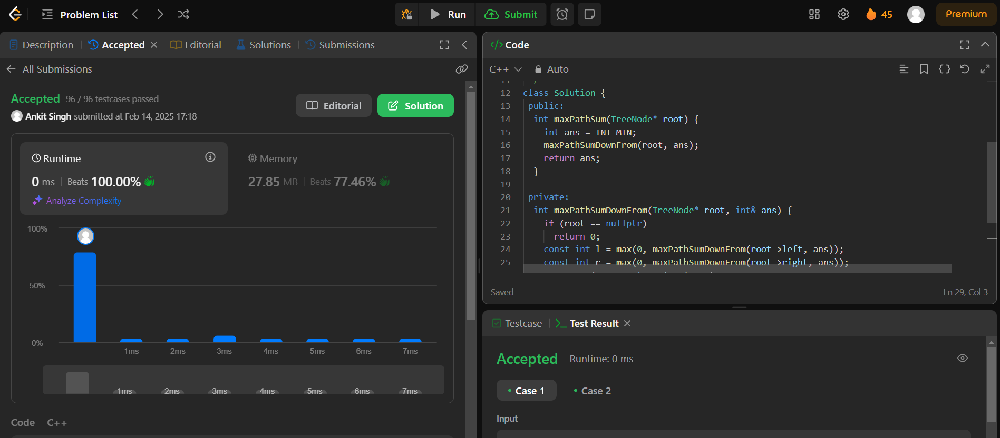 Problem List
Run
Submit
45
Premium
Description
Accepted
Editorial
Solutions
Submissions
All Submissions
Accepted 96 / 96 testcases passed
Ankit Singh submitted at Feb 14, 2025 17:18
Editorial
Solution
Runtime
0 ms | Beats 100.00%
Analyze Complexity
Memory
27.85 MB | Beats 77.46%
100%
50%
0%
1ms 2ms 3ms 4ms 5ms 6ms 7ms
1ms 2ms 3ms 4ms 5ms 6ms 7ms
Code | C++
</> Code
C++
Auto
11
12 class Solution {
13 public:
14 int maxPathSum(TreeNode* root) {
15 int ans = INT_MIN;
16 maxPathSumDownFrom(root, ans);
17 return ans;
18 }
19
20 private:
21 int maxPathSumDownFrom(TreeNode* root, int& ans) {
22 if (root == nullptr)
23 return 0;
24 const int l = max(0, maxPathSumDownFrom(root->left, ans));
25 const int r = max(0, maxPathSumDownFrom(root->right, ans));
Saved
Ln 29, Col 3
Testcase
Test Result
Accepted Runtime: 0 ms
Case 1
Case 2
Input